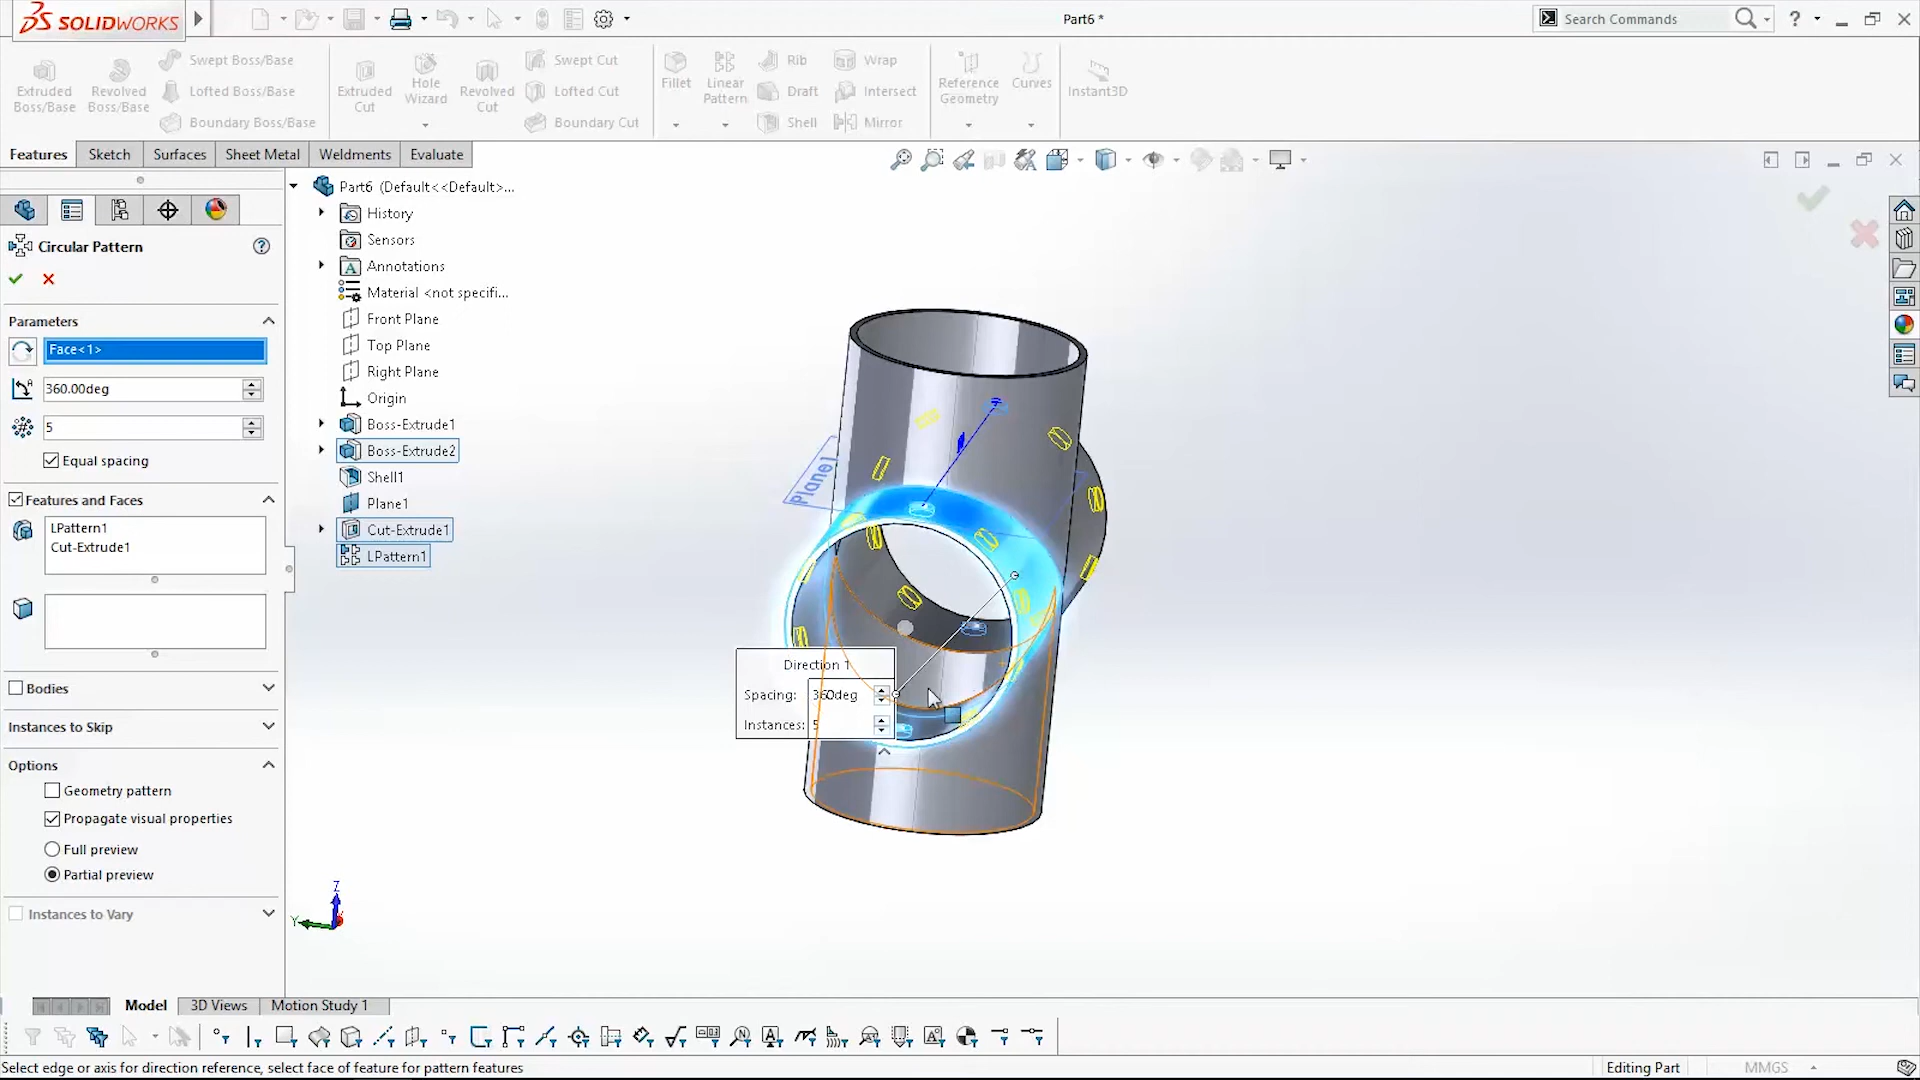 SOLIDWORKS
Part6 *
Search Commands
?
Extruded Boss/Base
Revolved Boss/Base
Swept Boss/Base
Lofted Boss/Base
Boundary Boss/Base
Extruded Cut
Hole Wizard
Revolved Cut
Swept Cut
Lofted Cut
Boundary Cut
Fillet
Linear Pattern
Rib
Draft
Shell
Wrap
Intersect
Mirror
Reference Geometry
Curves
Instant3D
Features
Sketch
Surfaces
Sheet Metal
Weldments
Evaluate
Circular Pattern
?
Parameters
Face<1>
360.00deg
5
Equal spacing
Features and Faces
LPattern1
Cut-Extrude1
Bodies
Instances to Skip
Options
Geometry pattern
Propagate visual properties
Full preview
Partial preview
Instances to Vary
Part6 (Default<<Default>...
History
Sensors
Annotations
Material <not specifi...
Front Plane
Top Plane
Right Plane
Origin
Boss-Extrude1
Boss-Extrude2
Shell1
Plane1
Cut-Extrude1
LPattern1
Plane1
Direction 1
Spacing: 360deg
Instances: 5
Z
Y
Model
3D Views
Motion Study 1
Select edge or axis for direction reference, select face of feature for pattern features
Editing Part
MMGS